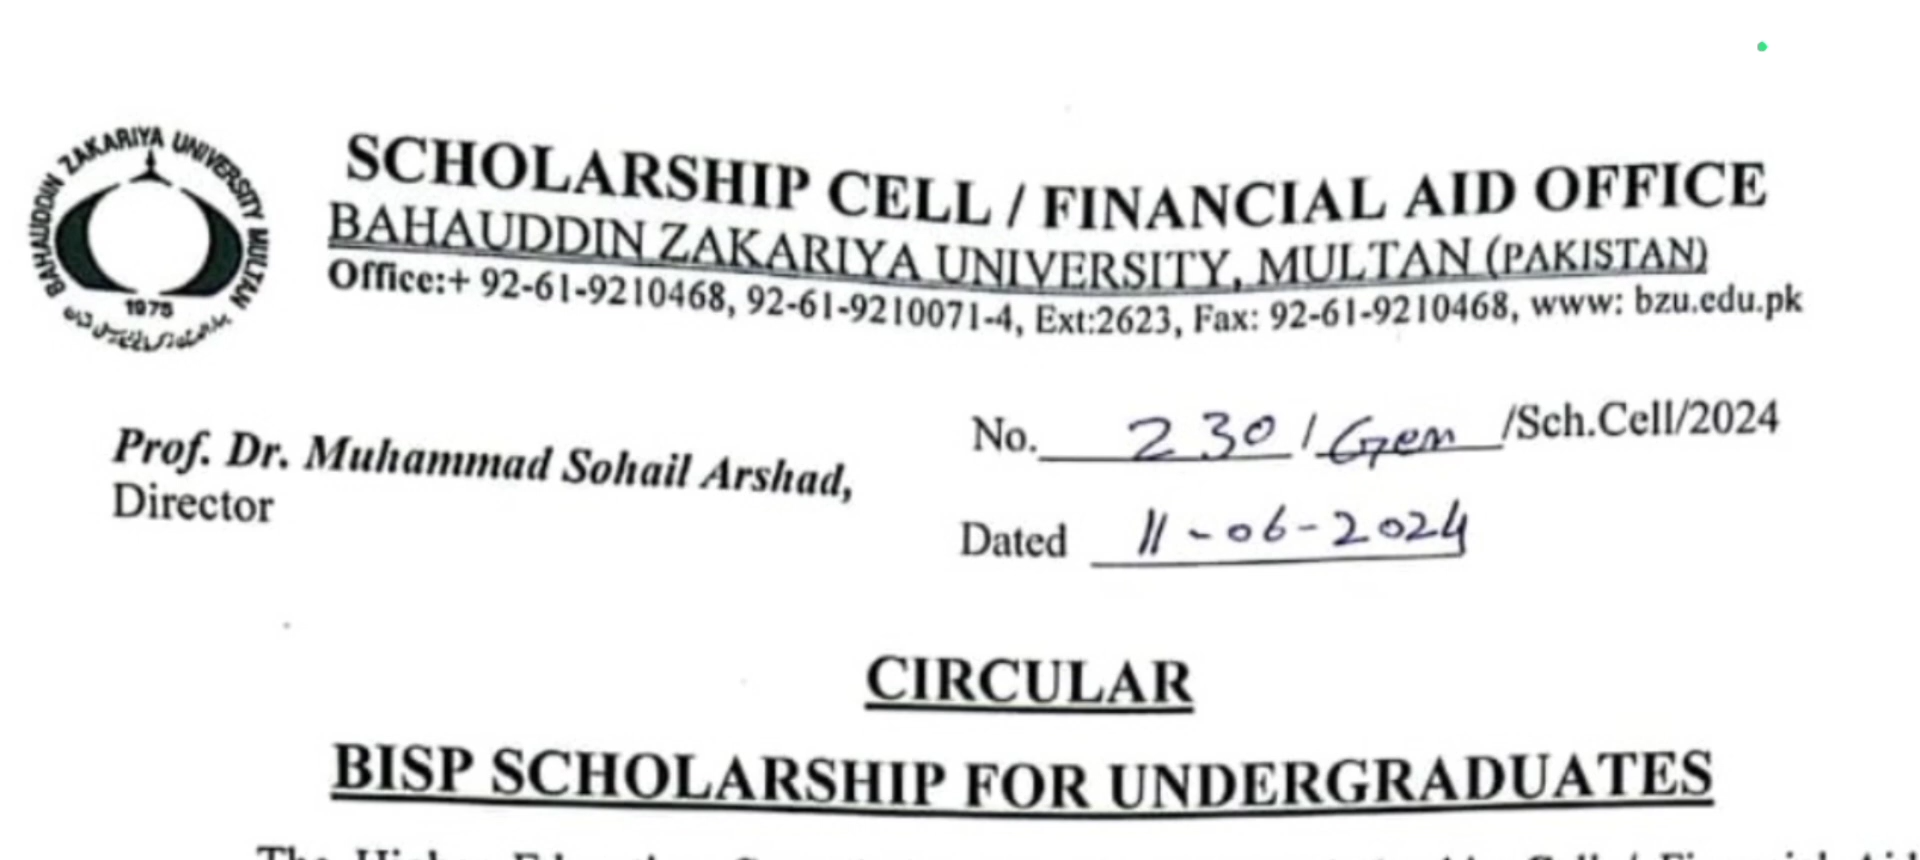 BAHAUDDIN ZAKARIYA UNIVERSITY MULTAN
1975
SCHOLARSHIP CELL / FINANCIAL AID OFFICE
BAHAUDDIN ZAKARIYA UNIVERSITY, MULTAN (PAKISTAN)
Office:+ 92-61-9210468, 92-61-9210071-4, Ext:2623, Fax: 92-61-9210468, www: bzu.edu.pk
No. 230/Gen/Sch.Cell/2024
Prof. Dr. Muhammad Sohail Arshad,
Director
Dated 11-06-2024
CIRCULAR
BISP SCHOLARSHIP FOR UNDERGRADUATES